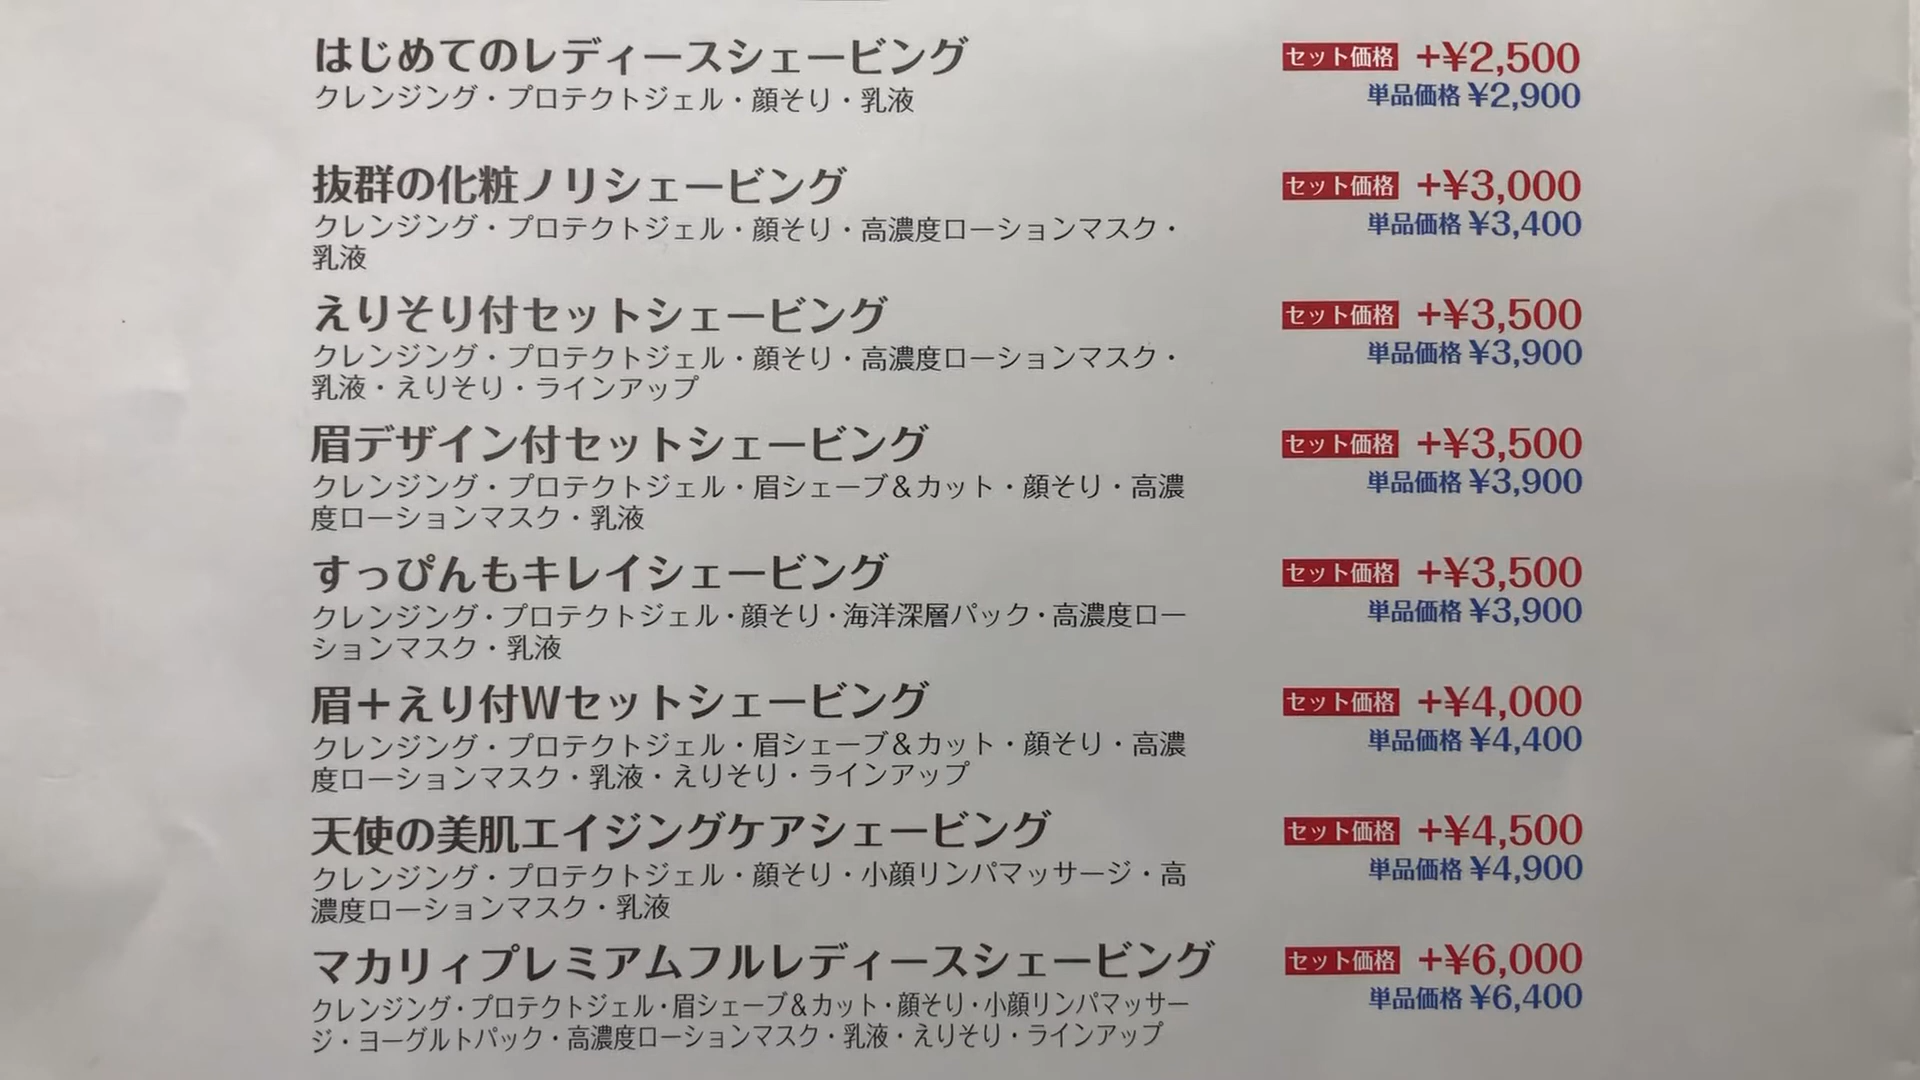 はじめてのレディースシェービング
セット価格 +¥2,500
クレンジング・プロテクトジェル・顔そり・乳液
単品価格 ¥2,900
抜群の化粧ノリシェービング
セット価格 +¥3,000
クレンジング・プロテクトジェル・顔そり・高濃度ローションマスク・
乳液
単品価格 ¥3,400
えりそり付セットシェービング
セット価格 +¥3,500
クレンジング・プロテクトジェル・顔そり・高濃度ローションマスク・
乳液・えりそり・ラインアップ
単品価格 ¥3,900
眉デザイン付セットシェービング
セット価格 +¥3,500
クレンジング・プロテクトジェル・眉シェーブ&カット・顔そり・高濃
度ローションマスク・乳液
単品価格 ¥3,900
すっぴんもキレイシェービング
セット価格 +¥3,500
クレンジング・プロテクトジェル・顔そり・海洋深層パック・高濃度ロー
ションマスク・乳液
単品価格 ¥3,900
眉+えり付Wセットシェービング
セット価格 +¥4,000
クレンジング・プロテクトジェル・眉シェーブ&カット・顔そり・高濃
度ローションマスク・乳液・えりそり・ラインアップ
単品価格 ¥4,400
天使の美肌エイジングケアシェービング
セット価格 +¥4,500
クレンジング・プロテクトジェル・顔そり・小顔リンパマッサージ・高
濃度ローションマスク・乳液
単品価格 ¥4,900
マカリィプレミアムフルレディースシェービング
セット価格 +¥6,000
クレンジング・プロテクトジェル・眉シェーブ&カット・顔そり・小顔リンパマッサー
ジ・ヨーグルトパック・高濃度ローションマスク・乳液・えりそり・ラインアップ
単品価格 ¥6,400